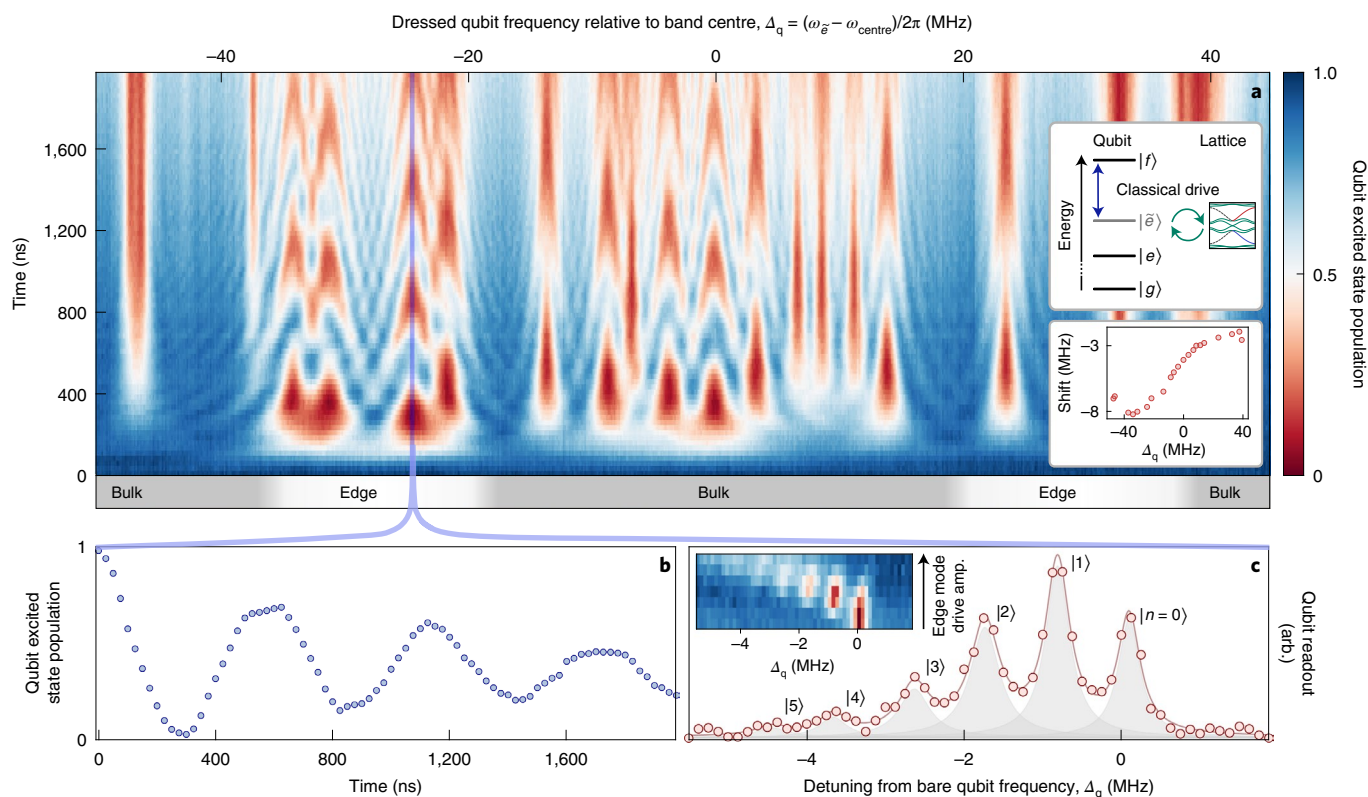 Dressed qubit frequency relative to band centre, Δq = (ωẽ − ωcentre)/2π (MHz)
−40 −20 0 20 40
a
1,600
1,200
800
400
0
Time (ns)
Qubit Lattice
|f⟩
Classical drive
|ẽ⟩
|e⟩
|g⟩
Energy
−3
−8
Shift (MHz)
−40 0 40
Δq (MHz)
1.0
0.5
0
Qubit excited state population
Bulk Edge Bulk Edge Bulk
b
1
0
Qubit excited
state population
0 400 800 1,200 1,600
Time (ns)
c
Edge mode
drive amp.
−4 −2 0
Δq (MHz)
|1⟩
|n = 0⟩
|2⟩
|3⟩
|4⟩
|5⟩
Qubit readout
(arb.)
−4 −2 0
Detuning from bare qubit frequency, Δq (MHz)